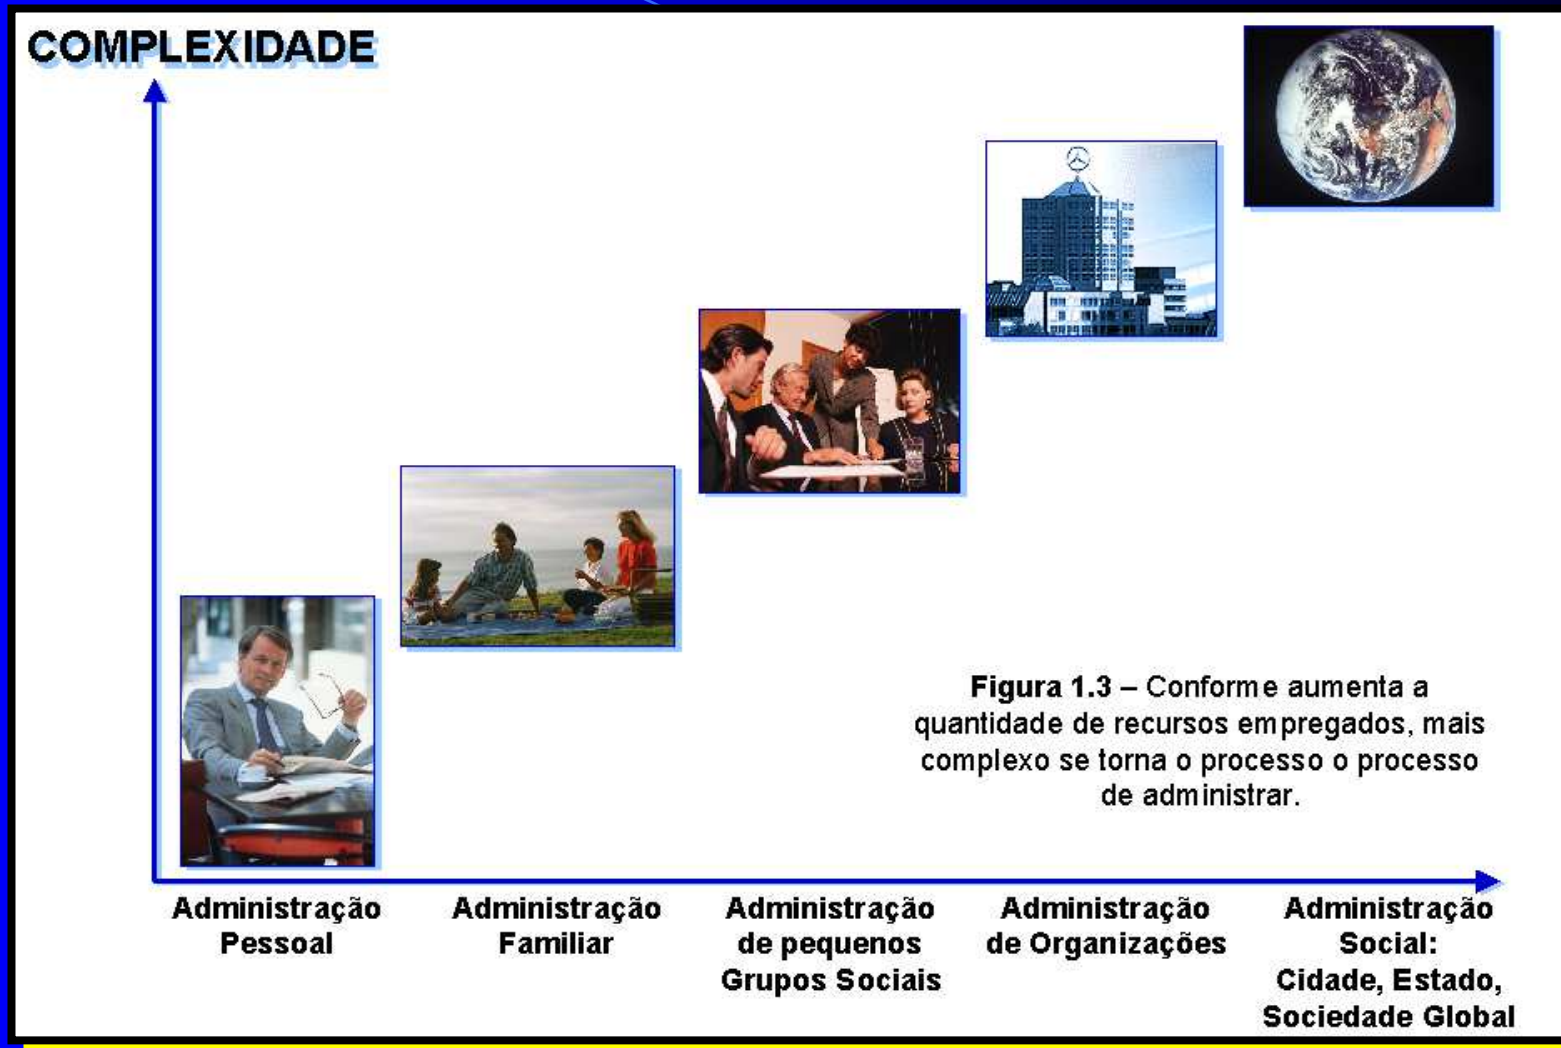 COMPLEXIDADE
Figura 1.3 – Conforme aumenta a
quantidade de recursos empregados, mais
complexo se torna o processo o processo
de administrar.
Administração
Pessoal
Administração
Familiar
Administração
de pequenos
Grupos Sociais
Administração
de Organizações
Administração
Social:
Cidade, Estado,
Sociedade Global